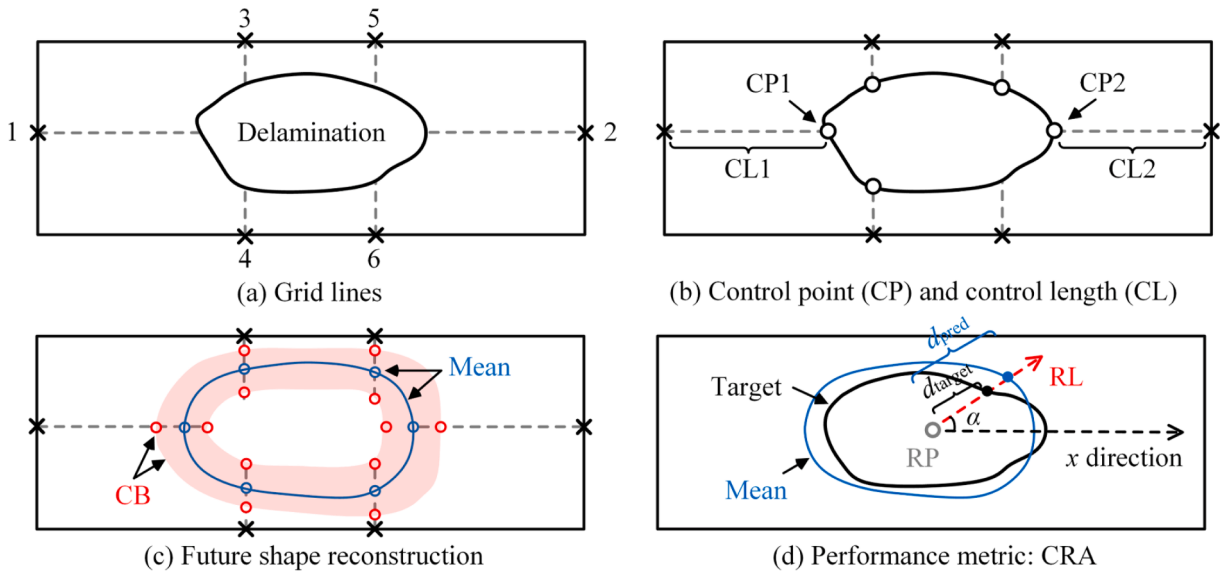 3
5
1
Delamination
2
4
6
(a) Grid lines
CP1
CP2
CL1
CL2
(b) Control point (CP) and control length (CL)
Mean
CB
(c) Future shape reconstruction
dpred
Target
dtarget
RL
α
RP
x direction
Mean
(d) Performance metric: CRA